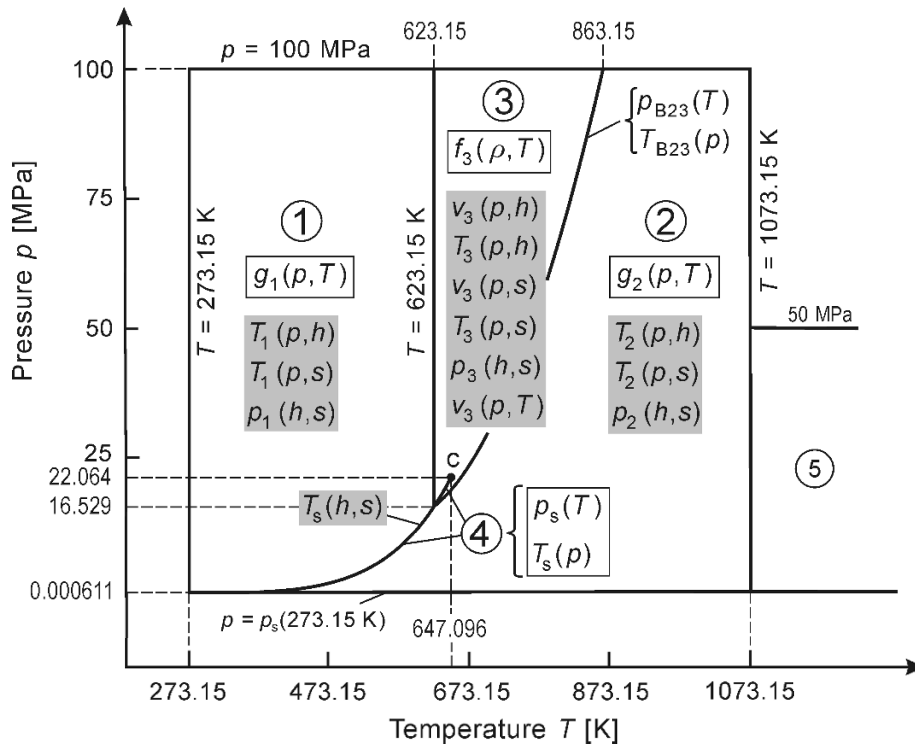 623.15
863.15
p = 100 MPa
100
75
50
25
22.064
16.529
0.000611
Pressure p [MPa]
T = 273.15 K
1
g1(p,T)
T1(p,h)
T1(p,s)
p1(h,s)
T = 623.15 K
3
f3(ρ,T)
v3(p,h)
T3(p,h)
v3(p,s)
T3(p,s)
p3(h,s)
v3(p,T)
pB23(T)
TB23(p)
2
g2(p,T)
T2(p,h)
T2(p,s)
p2(h,s)
T = 1073.15 K
50 MPa
5
c
Ts(h,s)
4
ps(T)
Ts(p)
p = ps(273.15 K)
647.096
273.15
473.15
673.15
873.15
1073.15
Temperature T [K]